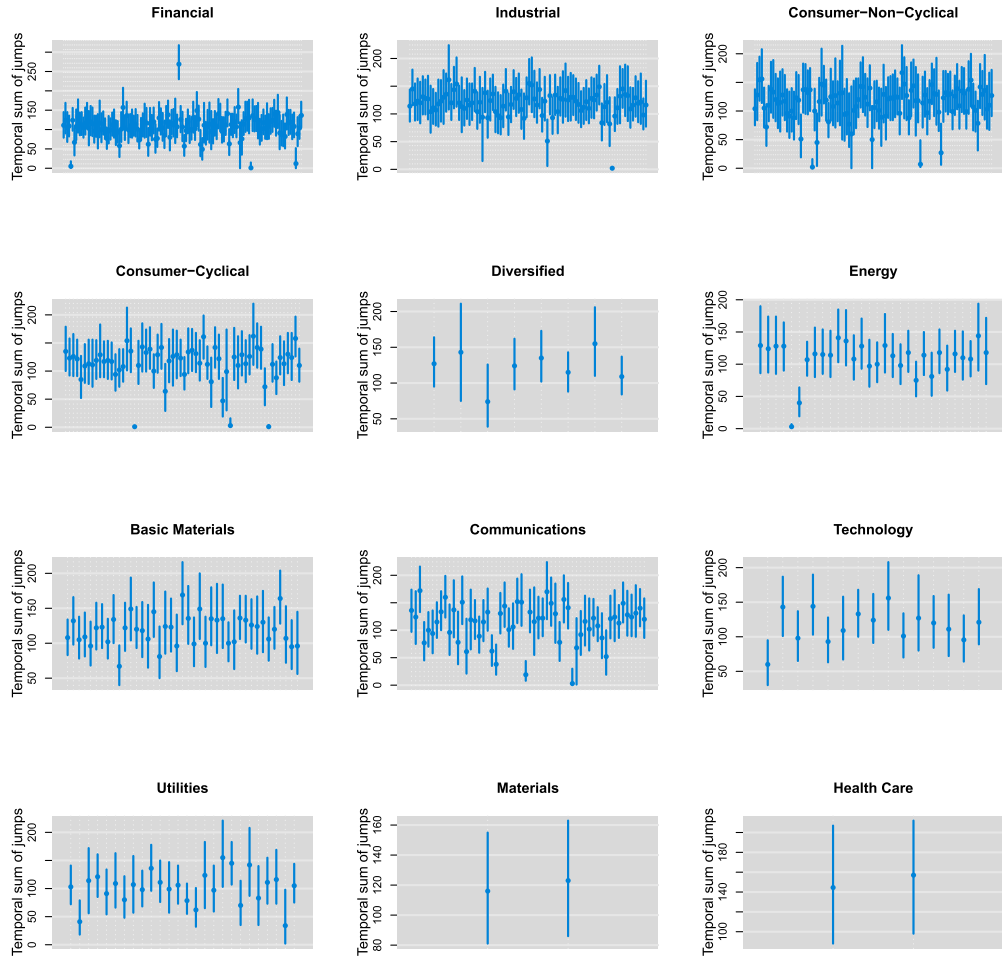 Financial
Temporal sum of jumps
0
50
100
150
250
Industrial
Temporal sum of jumps
0
50
100
200
Consumer−Non−Cyclical
Temporal sum of jumps
0
50
100
200
Consumer−Cyclical
Temporal sum of jumps
0
50
100
200
Diversified
Temporal sum of jumps
50
100
150
200
Energy
Temporal sum of jumps
0
50
100
150
200
Basic Materials
Temporal sum of jumps
50
100
150
200
Communications
Temporal sum of jumps
0
50
100
200
Technology
Temporal sum of jumps
50
100
150
200
Utilities
Temporal sum of jumps
0
50
100
200
Materials
Temporal sum of jumps
80
100
120
140
160
Health Care
Temporal sum of jumps
100
140
180